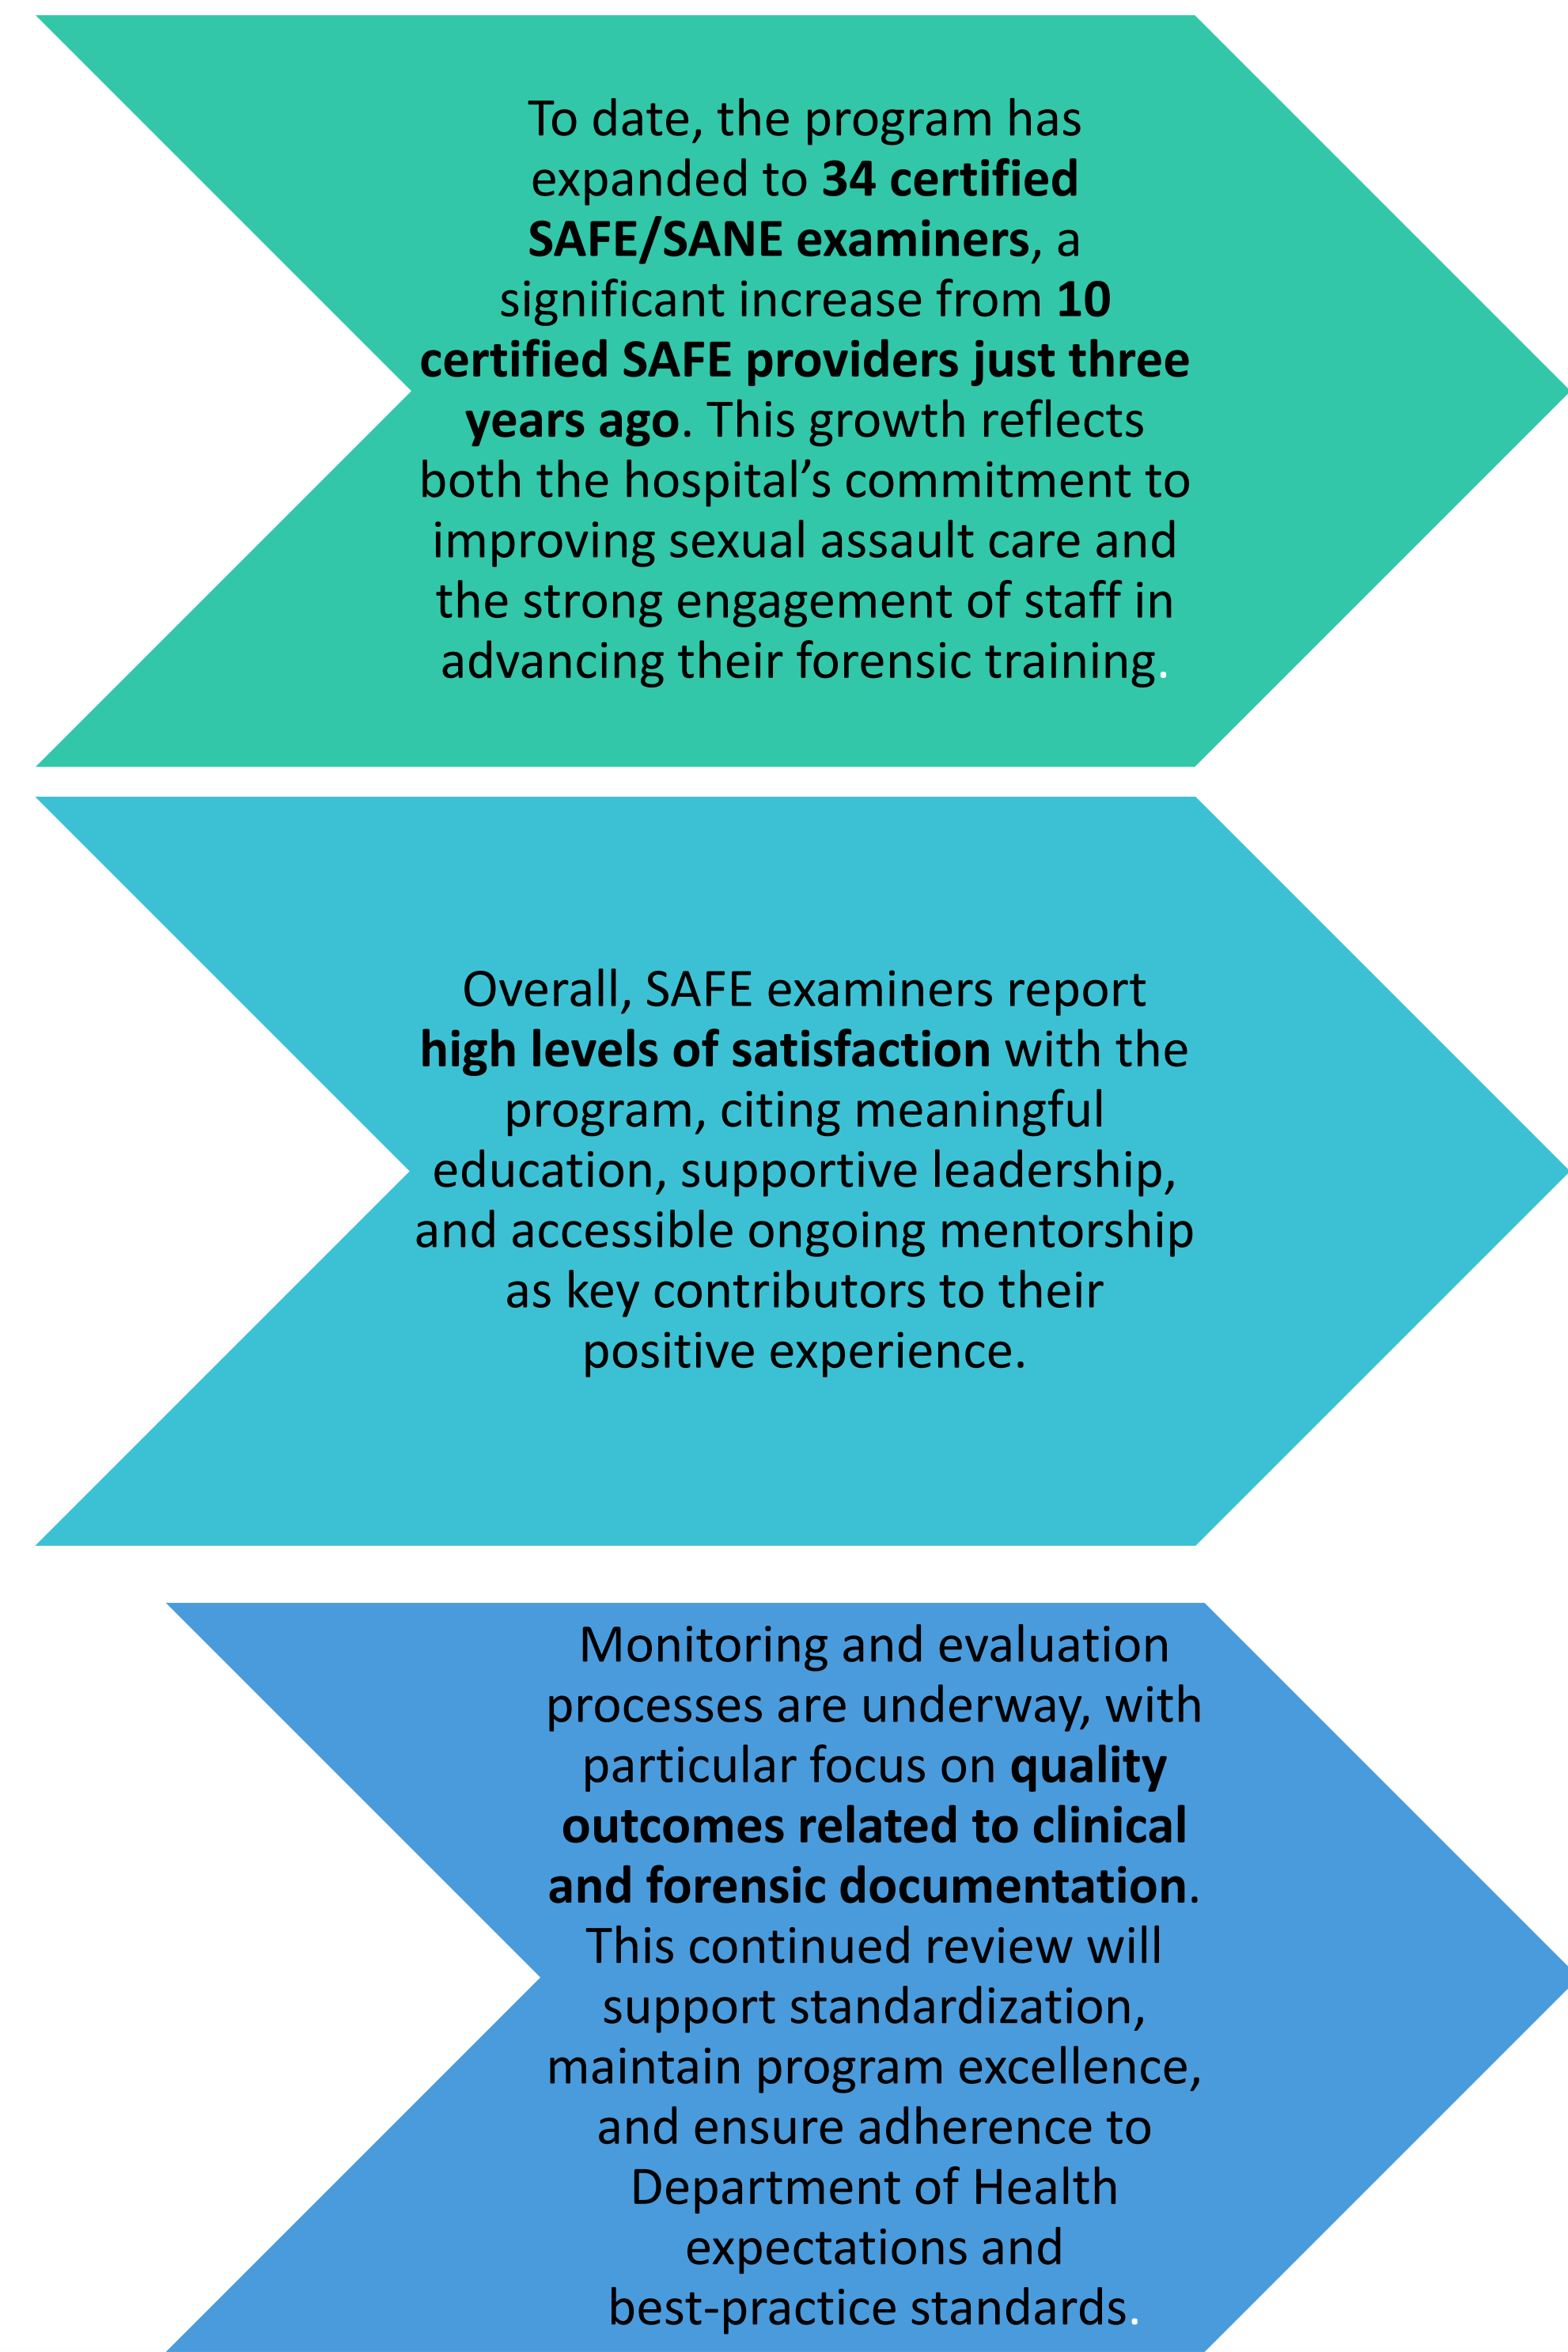 To date, the program has
expanded to 34 certified
SAFE/SANE examiners, a
significant increase from 10
certified SAFE providers just three
years ago. This growth reflects
both the hospital’s commitment to
improving sexual assault care and
the strong engagement of staff in
advancing their forensic training.
Overall, SAFE examiners report
high levels of satisfaction with the
program, citing meaningful
education, supportive leadership,
and accessible ongoing mentorship
as key contributors to their
positive experience.
Monitoring and evaluation
processes are underway, with
particular focus on quality
outcomes related to clinical
and forensic documentation.
This continued review will
support standardization,
maintain program excellence,
and ensure adherence to
Department of Health
expectations and
best-practice standards.